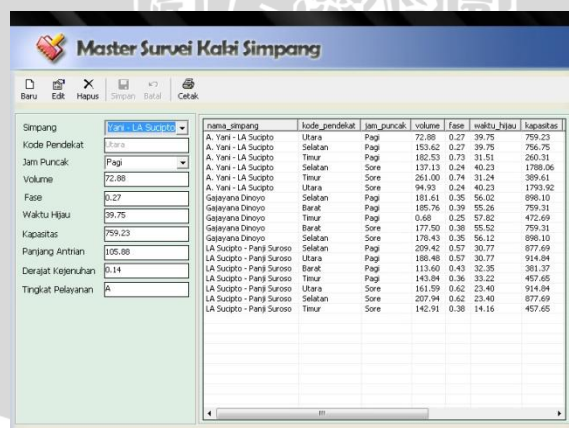 Master Survei Kaki Simpang
Baru Edit Hapus Simpan Batal Cetak
Simpang Yani - LA Sucipto
Kode Pendekat Utara
Jam Puncak Pagi
Volume 72.88
Fase 0.27
Waktu Hijau 39.75
Kapasitas 759.23
Panjang Antrian 105.88
Derajat Kejenuhan 0.14
Tingkat Pelayanan A
nama_simpang kode_pendekat jam_puncak volume fase waktu_hijau kapasitas
A. Yani - LA Sucipto Utara Pagi 72.88 0.27 39.75 759.23
A. Yani - LA Sucipto Selatan Pagi 153.62 0.27 39.75 756.75
A. Yani - LA Sucipto Timur Pagi 182.53 0.73 31.51 260.31
A. Yani - LA Sucipto Selatan Sore 137.13 0.24 40.23 1788.06
A. Yani - LA Sucipto Timur Sore 261.00 0.74 31.24 389.61
A. Yani - LA Sucipto Utara Sore 94.93 0.24 40.23 1793.92
Gajayana Dinoyo Selatan Pagi 181.61 0.35 56.02 898.10
Gajayana Dinoyo Barat Pagi 185.76 0.39 55.26 759.31
Gajayana Dinoyo Timur Pagi 0.68 0.25 57.82 472.69
Gajayana Dinoyo Barat Sore 177.50 0.38 55.52 759.31
Gajayana Dinoyo Selatan Sore 178.43 0.35 56.12 898.10
LA Sucipto - Panji Suroso Selatan Pagi 209.42 0.57 30.77 877.69
LA Sucipto - Panji Suroso Utara Pagi 188.48 0.57 30.77 914.84
LA Sucipto - Panji Suroso Barat Sore 113.60 0.43 32.35 381.37
LA Sucipto - Panji Suroso Timur Pagi 143.84 0.36 33.22 457.65
LA Sucipto - Panji Suroso Utara Sore 161.59 0.62 23.40 914.84
LA Sucipto - Panji Suroso Selatan Sore 207.94 0.62 23.40 877.69
LA Sucipto - Panji Suroso Timur Sore 142.91 0.38 14.16 457.65